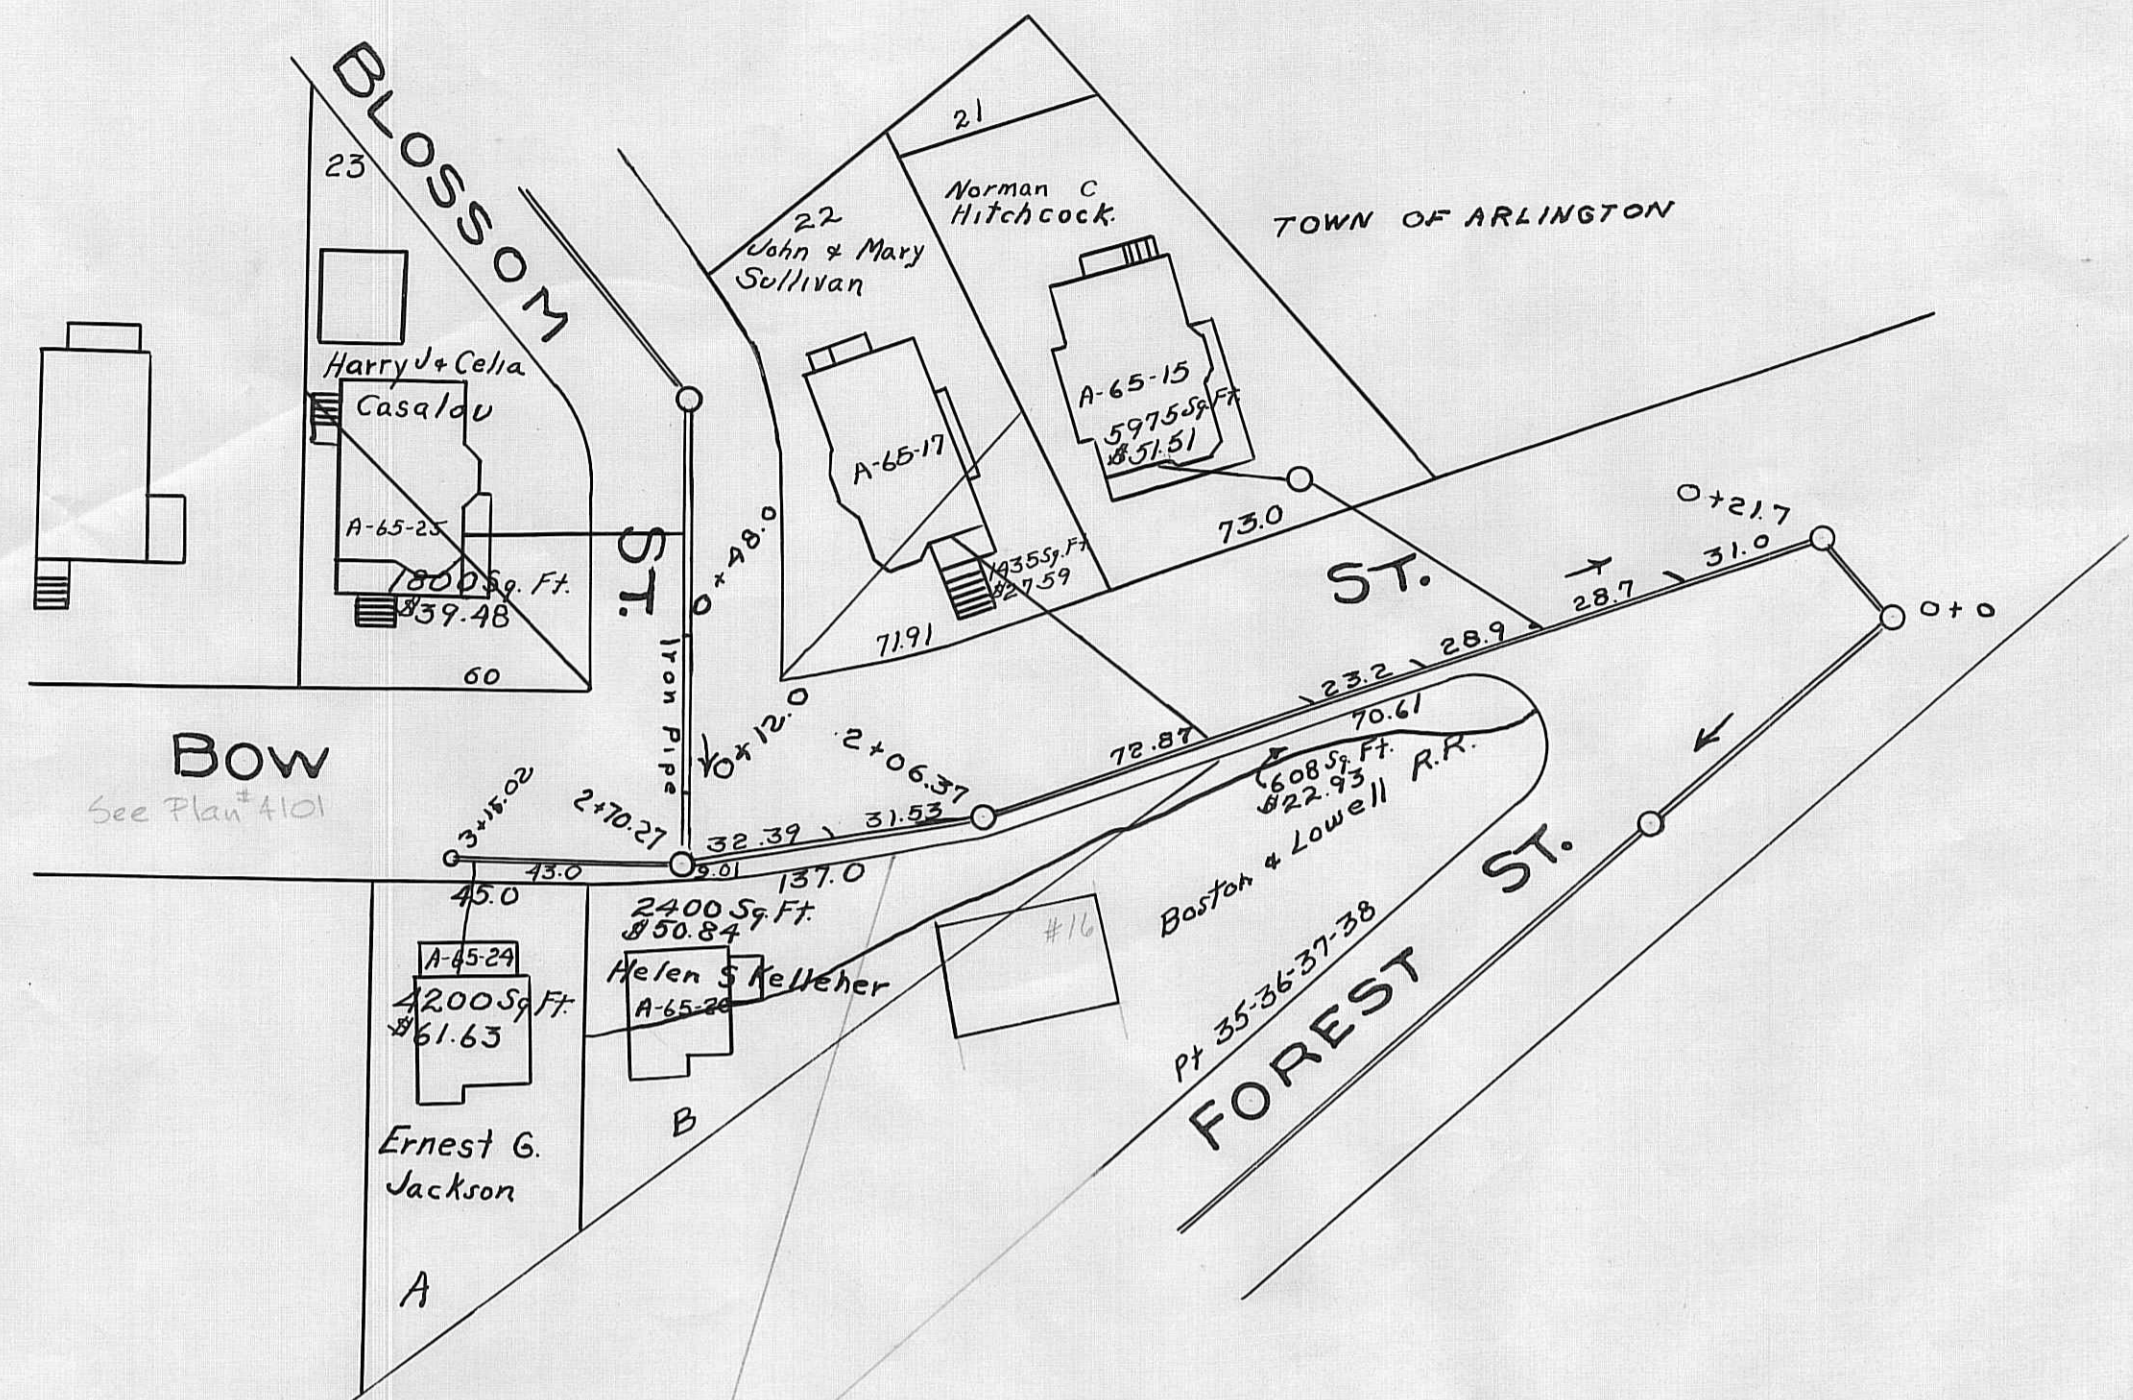 BLOSSOM
ST.
23
21
Norman C
Hitchcock.
22
John & Mary
Sullivan
TOWN OF ARLINGTON
Harry J & Celia
Casalou
A-65-25
1800 Sq. Ft.
$39.48
60
A-65-17
1435 Sq. Ft.
$27.59
71.91
A-65-15
5975 Sq. Ft.
$51.51
73.0
0+48.0
Iron Pipe
0+12.0
ST.
0+21.7
31.0
28.7
28.9
23.2
0+0
70.61
72.87
2+06.37
31.53
32.39
2+70.27
3+15.02
BOW
See Plan #4101
43.0
9.01
137.0
45.0
608 Sq. Ft.
$22.93
Boston & Lowell R.R.
2400 Sq. Ft.
$50.84
Helen S Kelleher
#16
A-65-24
4200 Sq Ft.
$61.63
Ernest G.
Jackson
A
B
Pt 35-36-37-38
FOREST ST.